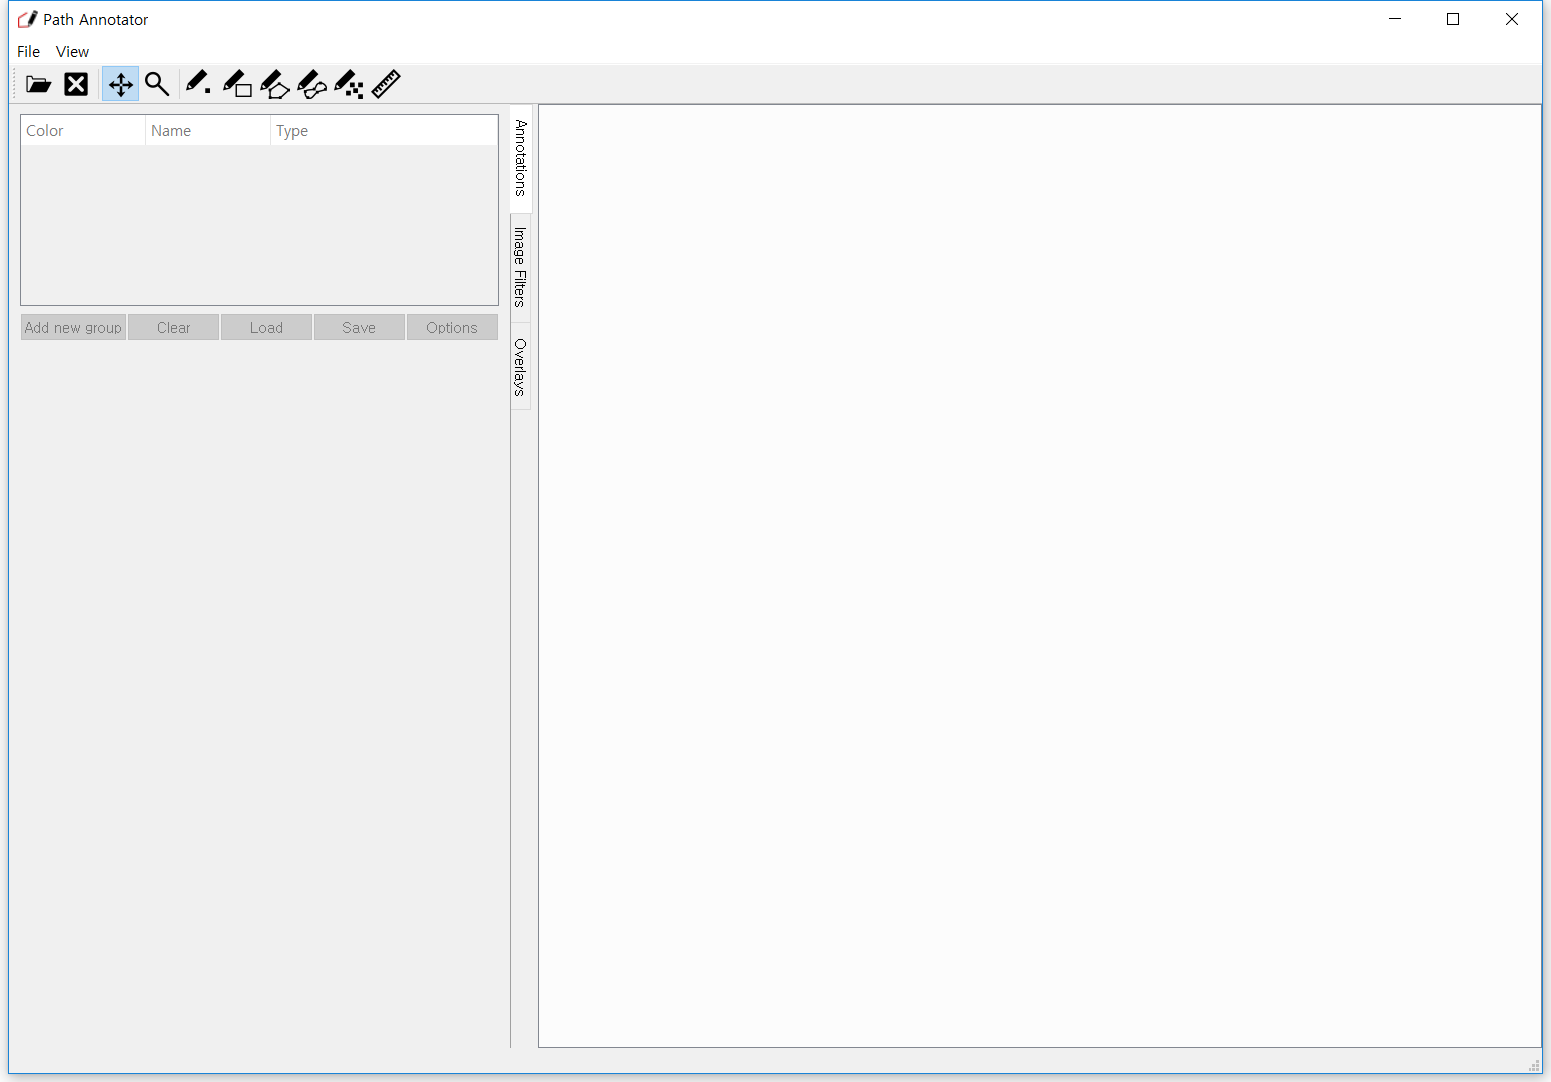 Path Annotator
File View
Color Name Type
Add new group Clear Load Save Options
Annotations
Image Filters
Overlays